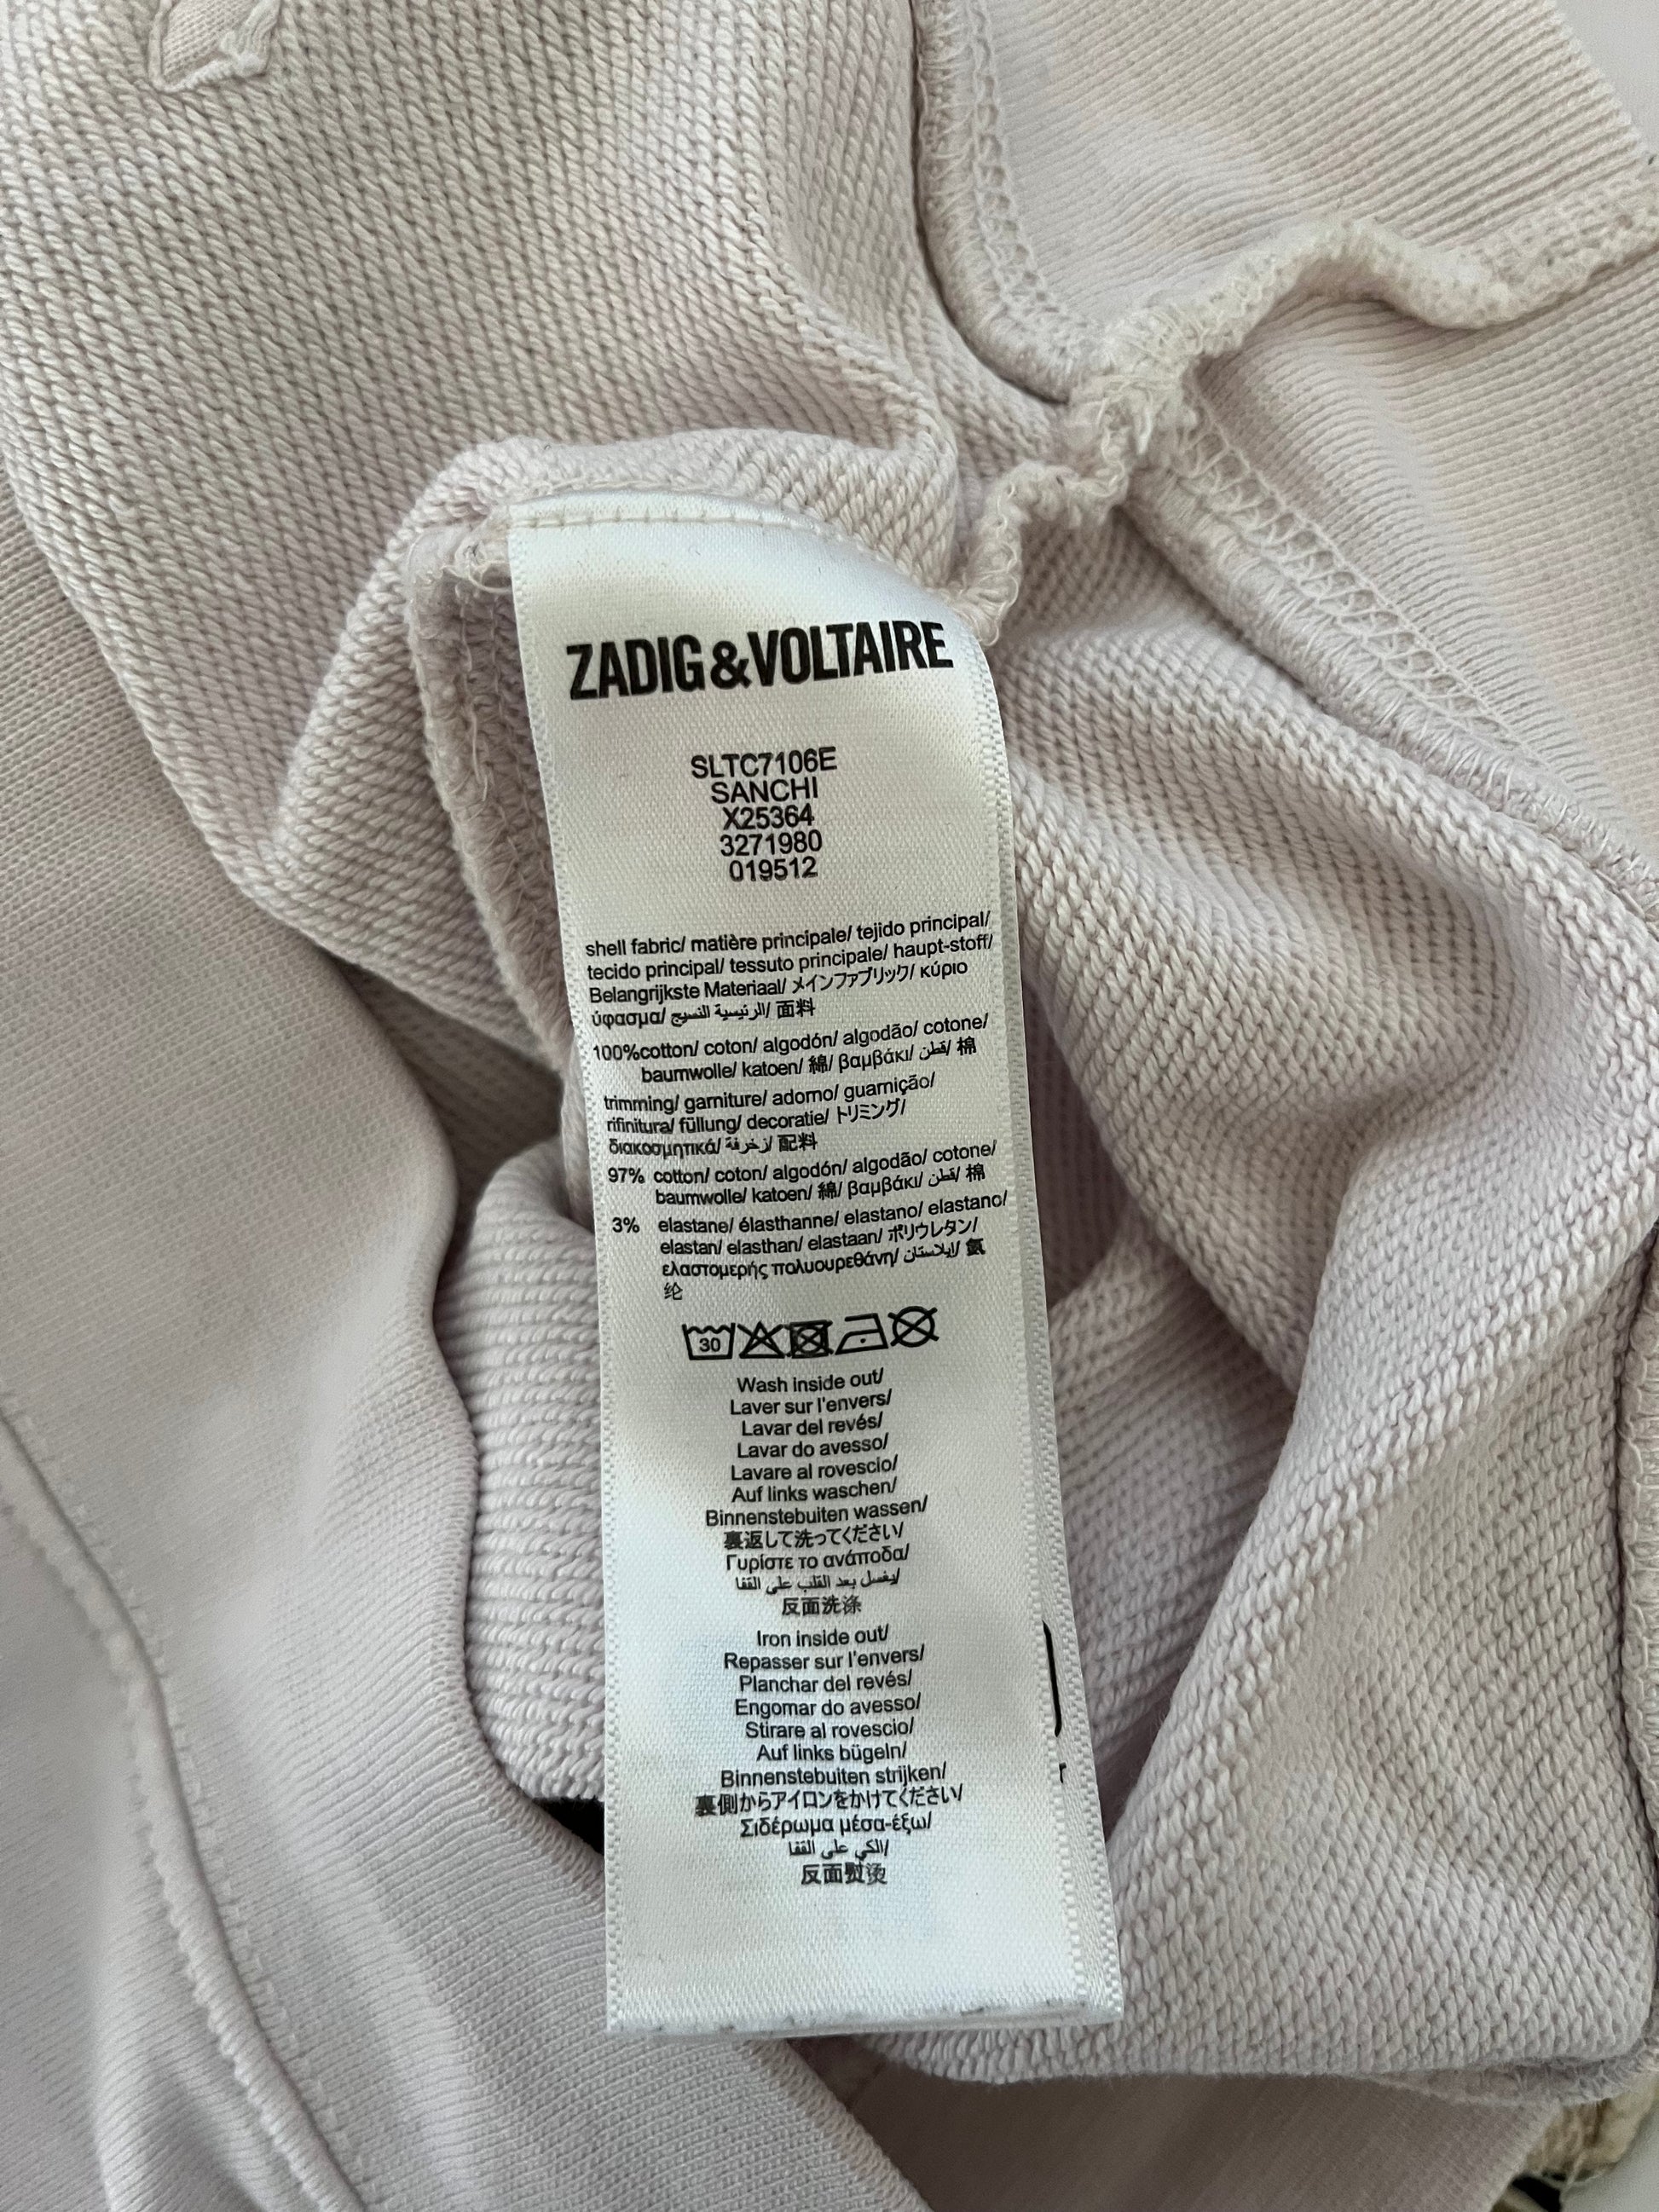 ZADIG&VOLTAIRE
SLTC7106E
SANCHI
X25364
3271980
019512
shell fabric/ matière principale/ tejido principal/
tecido principal/ tessuto principale/ haupt-stoff/
Belangrijkste Materiaal/ メインファブリック/ κύριο
ύφασμα/ الرئيسية النسيج/ 面料
100%cotton/ coton/ algodón/ algodão/ cotone/
baumwolle/ katoen/ 綿/ βαμβάκι/ قطن/ 棉
trimming/ garniture/ adorno/ guarnição/
rifinitura/ füllung/ decoratie/ トリミング/
διακοσμητικά/ زخرفة/ 配料
97% cotton/ coton/ algodón/ algodão/ cotone/
baumwolle/ katoen/ 綿/ βαμβάκι/ قطن/ 棉
3% elastane/ élasthanne/ elastano/ elastano/
elastan/ elasthan/ elastaan/ ポリウレタン/
ελαστομερής πολυουρεθάνη/ إيلاستان/ 氨
纶
30
Wash inside out/
Laver sur l'envers/
Lavar del revés/
Lavar do avesso/
Lavare al rovescio/
Auf links waschen/
Binnenstebuiten wassen/
裏返して洗ってください/
Γυρίστε το ανάποδα/
يغسل بعد القلب على القفا/
反面洗涤
Iron inside out/
Repasser sur l'envers/
Planchar del revés/
Engomar do avesso/
Stirare al rovescio/
Auf links bügeln/
Binnenstebuiten strijken/
裏側からアイロンをかけてください/
Σιδέρωμα μέσα-έξω/
الكي على القفا/
反面熨烫